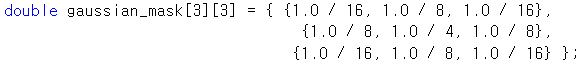 double gaussian_mask[3][3] = { {1.0 / 16, 1.0 / 8, 1.0 / 16},
{1.0 / 8, 1.0 / 4, 1.0 / 8},
{1.0 / 16, 1.0 / 8, 1.0 / 16} };